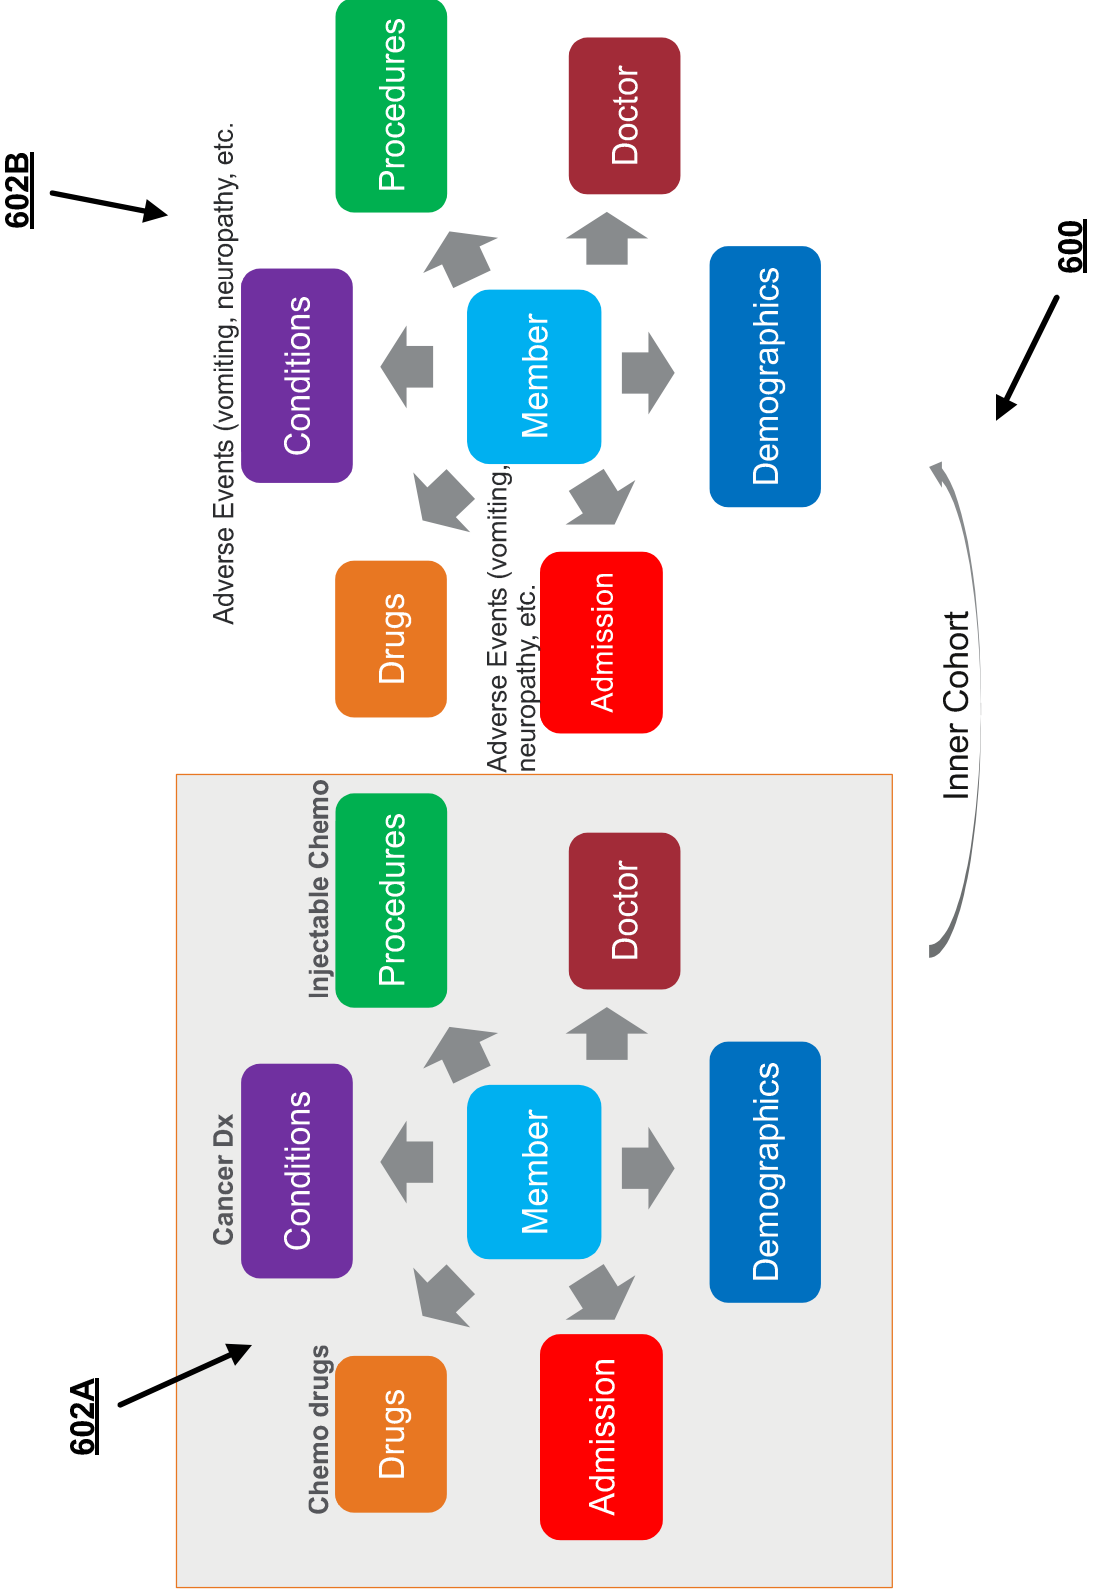 602A
602B
Cancer Dx
Adverse Events (vomiting, neuropathy, etc.
Chemo drugs
Conditions
Injectable Chemo
Conditions
Drugs
Procedures
Drugs
Procedures
Adverse Events (vomiting,
neuropathy, etc.
Member
Member
Admission
Doctor
Admission
Doctor
Demographics
Demographics
Inner Cohort
600